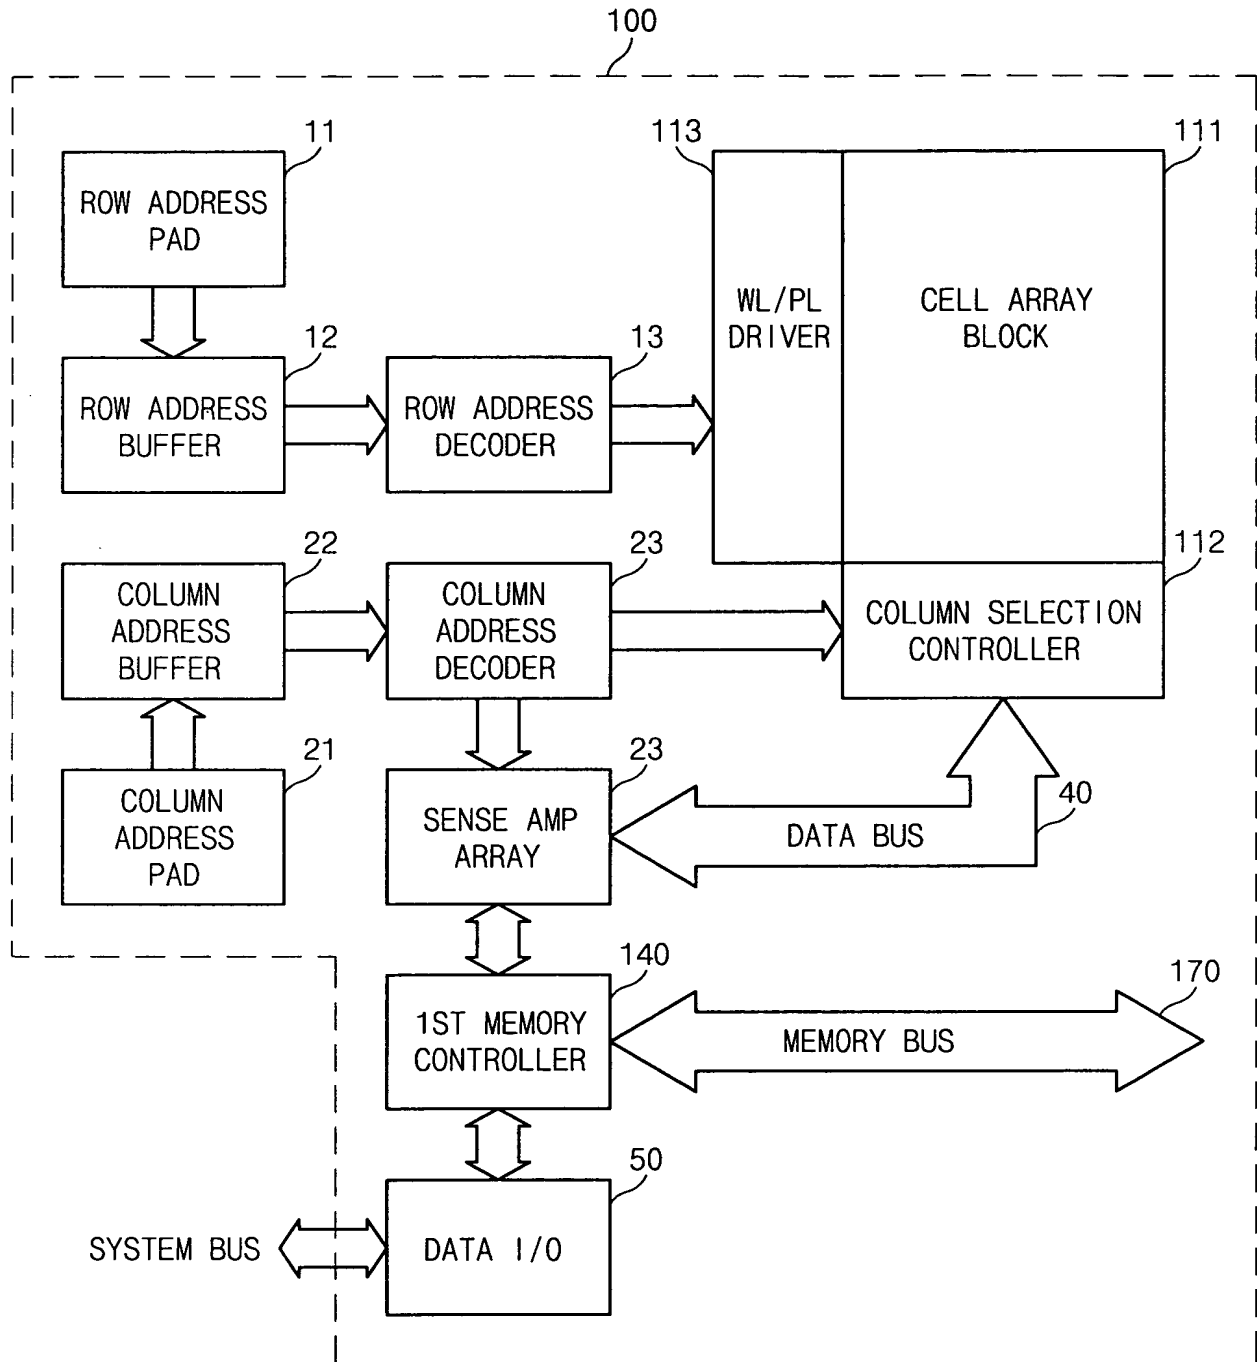 100
11
113
111
ROW ADDRESS
PAD
WL/PL
DRIVER
CELL ARRAY
BLOCK
12
13
ROW ADDRESS
BUFFER
ROW ADDRESS
DECODER
22
23
112
COLUMN
ADDRESS
BUFFER
COLUMN
ADDRESS
DECODER
COLUMN SELECTION
CONTROLLER
21
23
40
COLUMN
ADDRESS
PAD
SENSE AMP
ARRAY
DATA BUS
140
170
1ST MEMORY
CONTROLLER
MEMORY BUS
50
SYSTEM BUS
DATA I/O